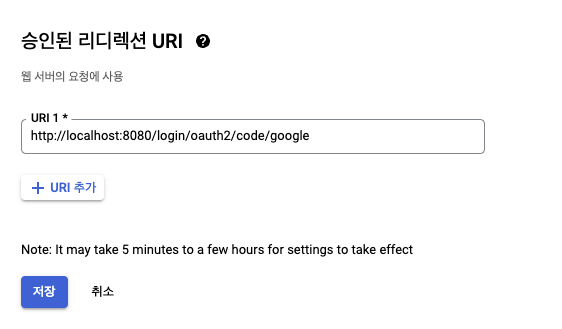 승인된 리디렉션 URI ?
웹 서버의 요청에 사용
URI 1 *
http://localhost:8080/login/oauth2/code/google
+ URI 추가
Note: It may take 5 minutes to a few hours for settings to take effect
저장 취소